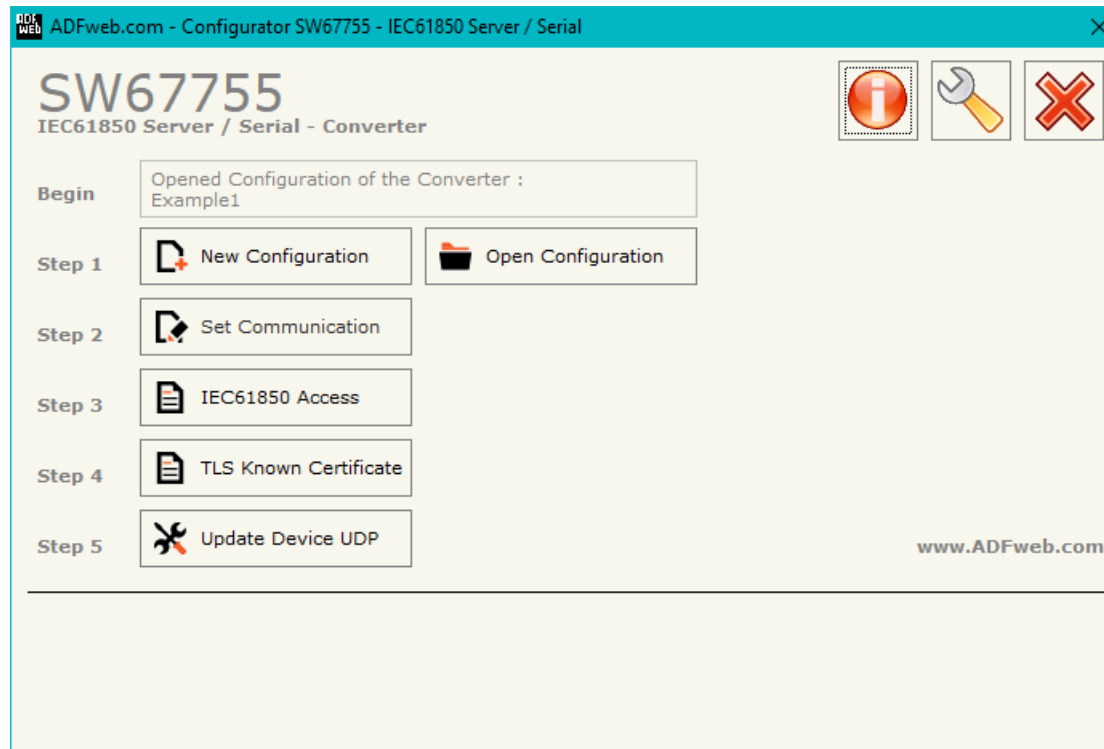 ADF
WEB
ADFweb.com - Configurator SW67755 - IEC61850 Server / Serial
SW67755
IEC61850 Server / Serial - Converter
Begin
Opened Configuration of the Converter :
Example1
Step 1
New Configuration
Open Configuration
Step 2
Set Communication
Step 3
IEC61850 Access
Step 4
TLS Known Certificate
Step 5
Update Device UDP
www.ADFweb.com